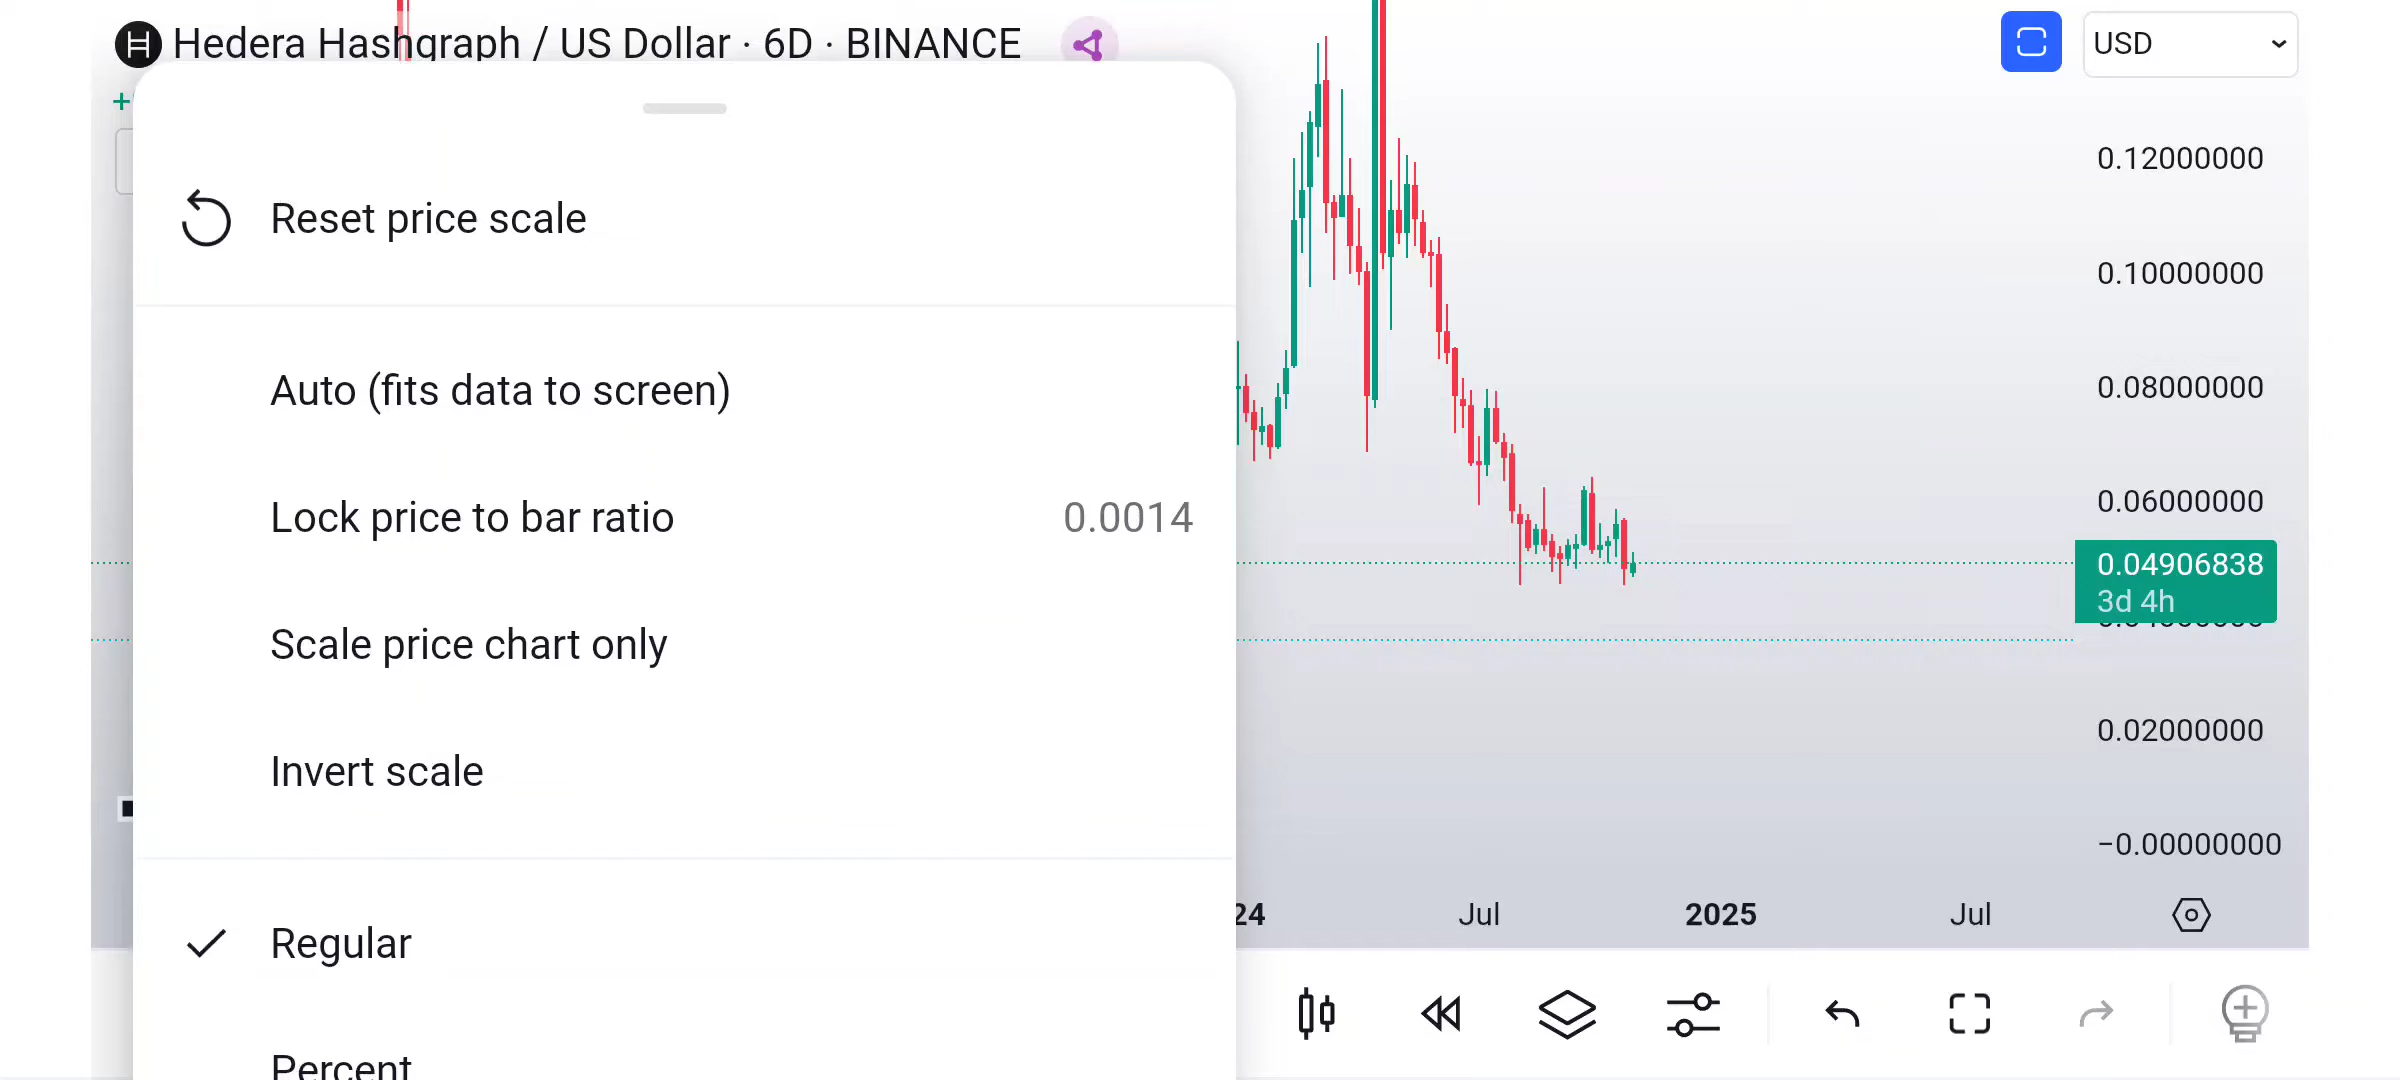 Hedera Hashgraph / US Dollar · 6D · BINANCE
USD
Reset price scale
Auto (fits data to screen)
Lock price to bar ratio 0.0014
Scale price chart only
Invert scale
Regular
Percent
0.12000000
0.10000000
0.08000000
0.06000000
0.04906838
3d 4h
0.02000000
−0.00000000
24 Jul 2025 Jul